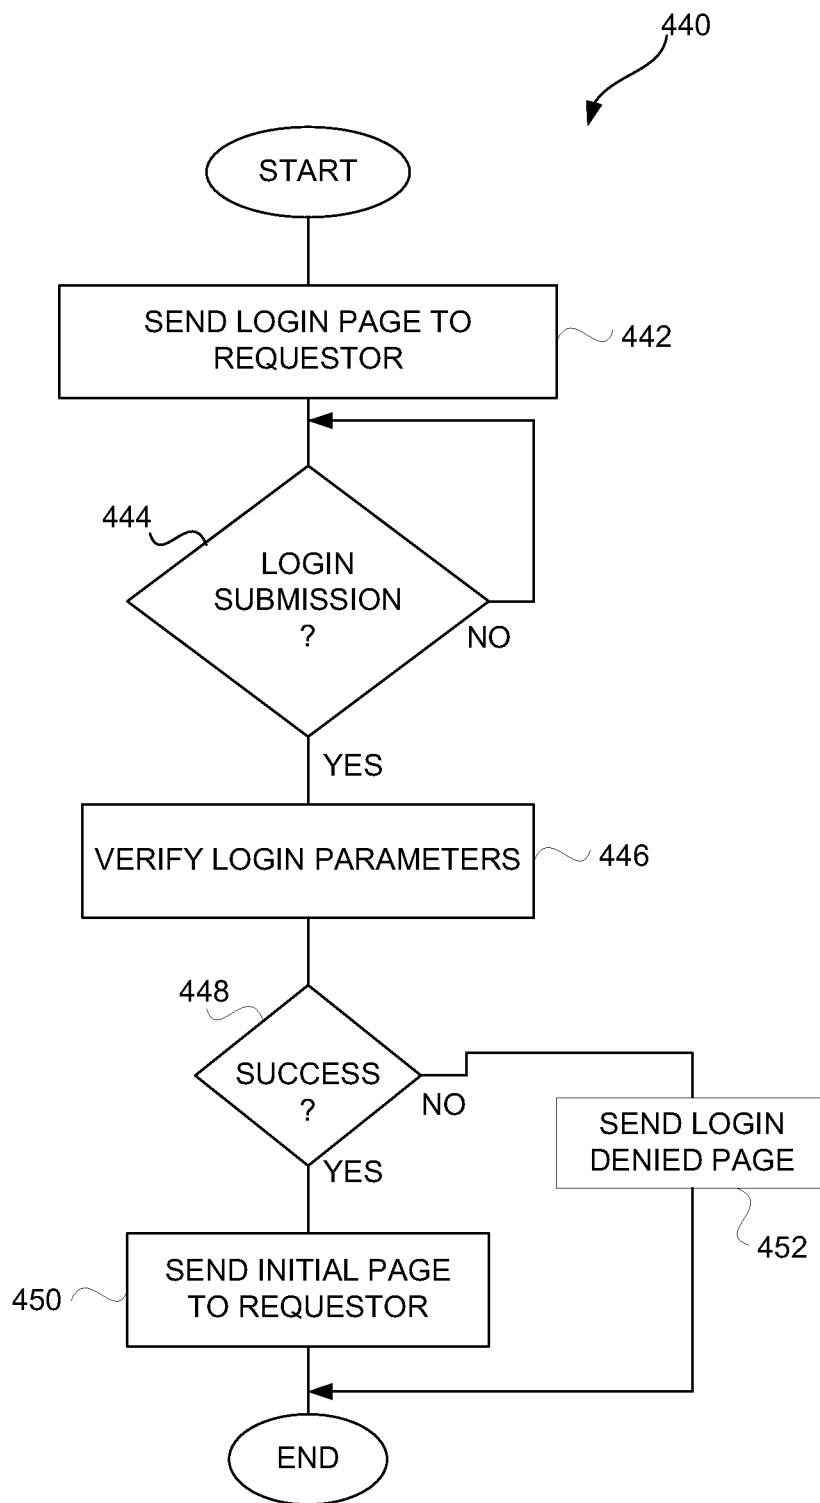 440
START
SEND LOGIN PAGE TO
REQUESTOR
442
444
LOGIN
SUBMISSION
?
NO
YES
VERIFY LOGIN PARAMETERS
446
448
SUCCESS
?
NO
YES
SEND LOGIN
DENIED PAGE
452
SEND INITIAL PAGE
TO REQUESTOR
450
END